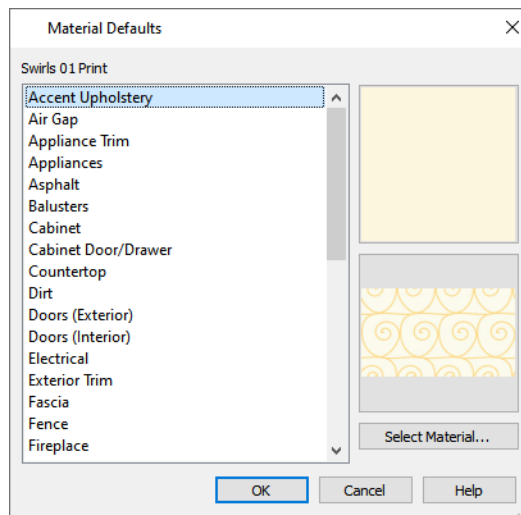 Material Defaults
Swirls 01 Print
Accent Upholstery
Air Gap
Appliance Trim
Appliances
Asphalt
Balusters
Cabinet
Cabinet Door/Drawer
Countertop
Dirt
Doors (Exterior)
Doors (Interior)
Electrical
Exterior Trim
Fascia
Fence
Fireplace
Select Material...
OK
Cancel
Help